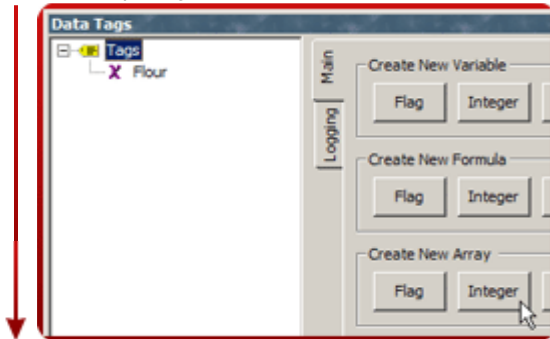 Data Tags
Tags
Flour
Main
Logging
Create New Variable
Flag Integer
Create New Formula
Flag Integer
Create New Array
Flag Integer